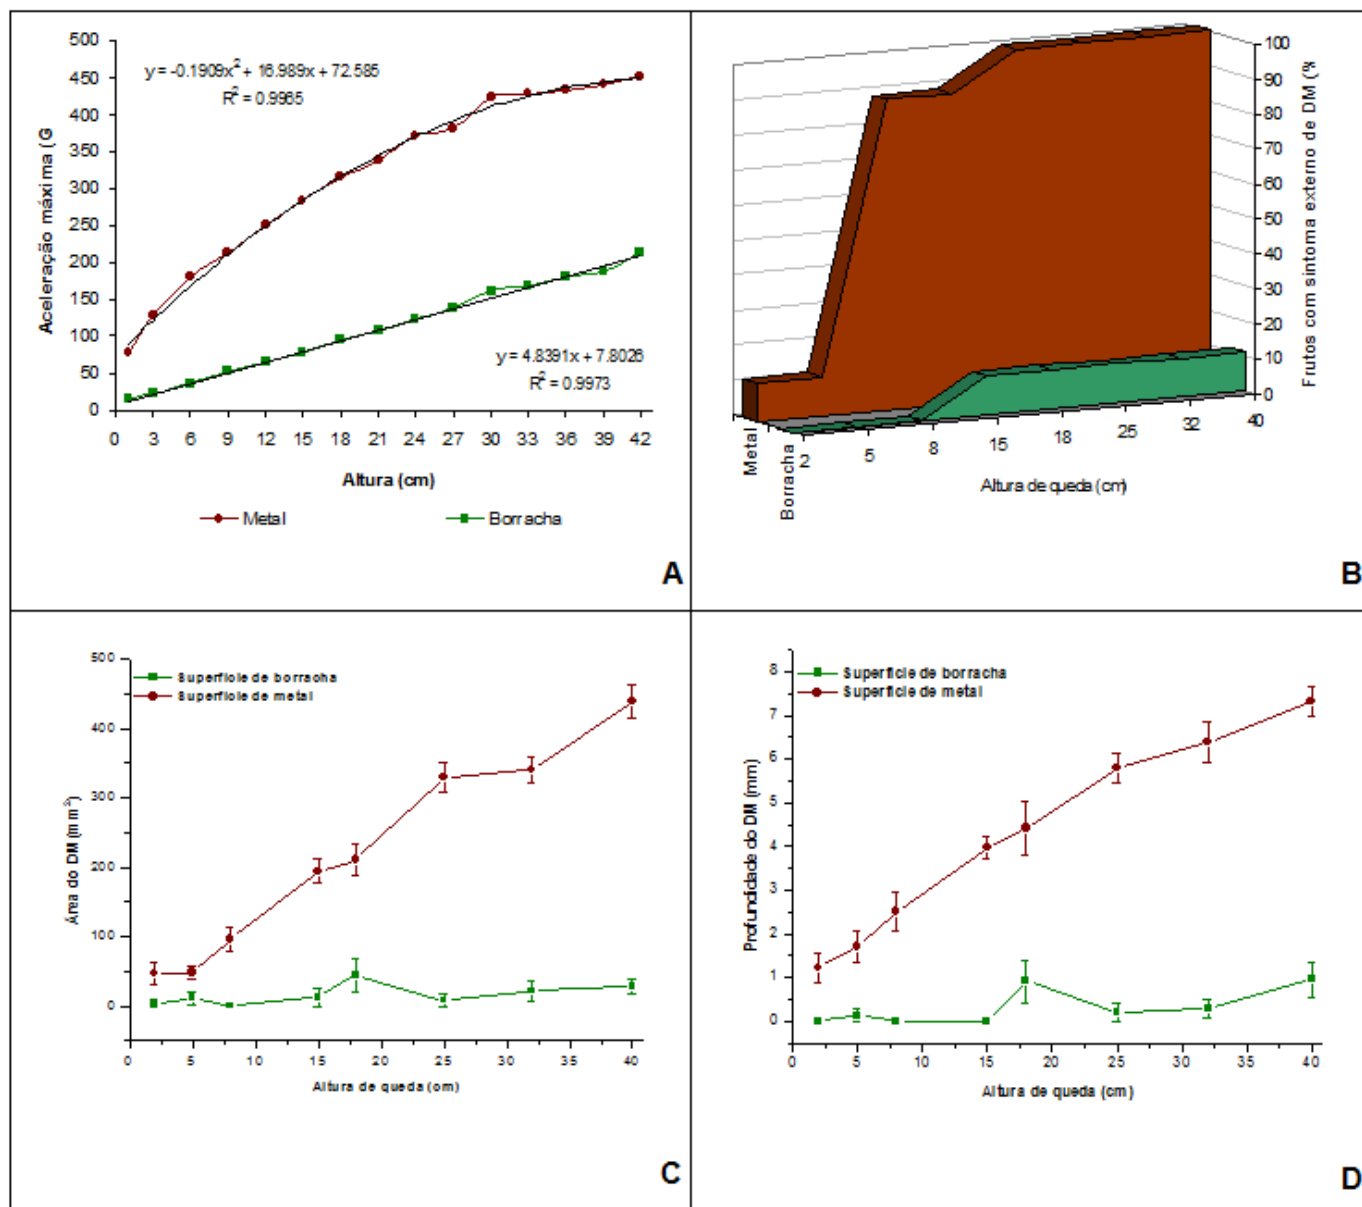 A
500
450
400
350
300
250
200
150
100
50
0
Aceleração máxima (G
y = -0.1909x² + 16.989x + 72.585
R² = 0.9965
y = 4.8391x + 7.8026
R² = 0.9973
0 3 6 9 12 15 18 21 24 27 30 33 36 39 42
Altura (cm)
Metal Borracha
A
100
90
80
70
60
50
40
30
20
10
0
Frutos com sintoma externo de DM (%
Metal
Borracha
2 5 8 15 18 25 32 40
Altura de queda (cm)
B
500
400
300
200
100
0
Área do DM (mm²)
Superfície de borracha
Superfície de metal
0 5 10 15 20 25 30 35 40
Altura de queda (cm)
C
8
7
6
5
4
3
2
1
0
Profundidade do DM (mm)
Superfície de borracha
Superfície de metal
0 5 10 15 20 25 30 35 40
Altura de queda (cm)
D